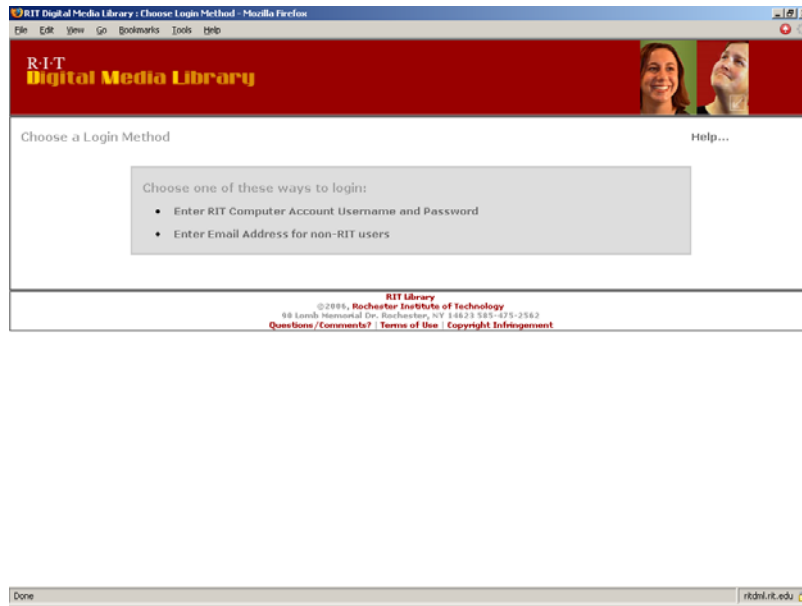 RIT Digital Media Library : Choose Login Method - Mozilla Firefox
File Edit View Go Bookmarks Tools Help
R·I·T
Digital Media Library
Choose a Login Method
Help...
Choose one of these ways to login:
• Enter RIT Computer Account Username and Password
• Enter Email Address for non-RIT users
RIT Library
©2006, Rochester Institute of Technology
90 Lomb Memorial Dr. Rochester, NY 14623 585-475-2562
Questions/Comments? | Terms of Use | Copyright Infringement
Done
ritdml.rit.edu